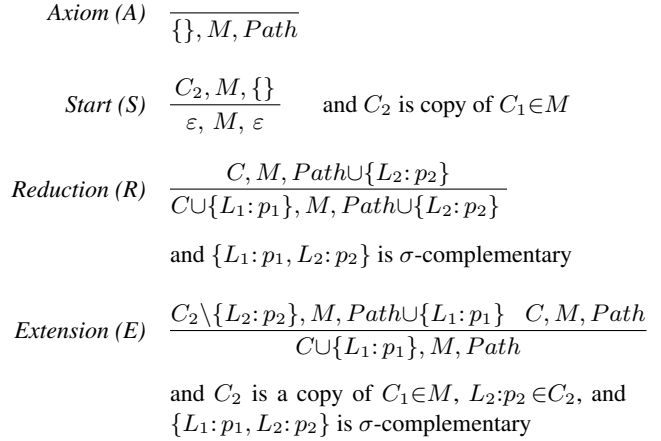 Axiom (A) {}, M, Path
Start (S) C₂, M, {}
ε, M, ε
and C₂ is copy of C₁∈M
Reduction (R) C, M, Path∪{L₂: p₂}
C∪{L₁: p₁}, M, Path∪{L₂: p₂}
and {L₁: p₁, L₂: p₂} is σ-complementary
Extension (E) C₂\{L₂: p₂}, M, Path∪{L₁: p₁} C, M, Path
C∪{L₁: p₁}, M, Path
and C₂ is a copy of C₁∈M, L₂:p₂∈C₂, and
{L₁: p₁, L₂: p₂} is σ-complementary